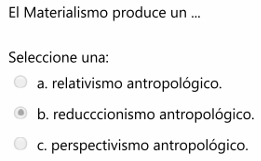 El Materialismo produce un ...
Seleccione una:
a. relativismo antropológico.
b. reducccionismo antropológico.
c. perspectivismo antropológico.